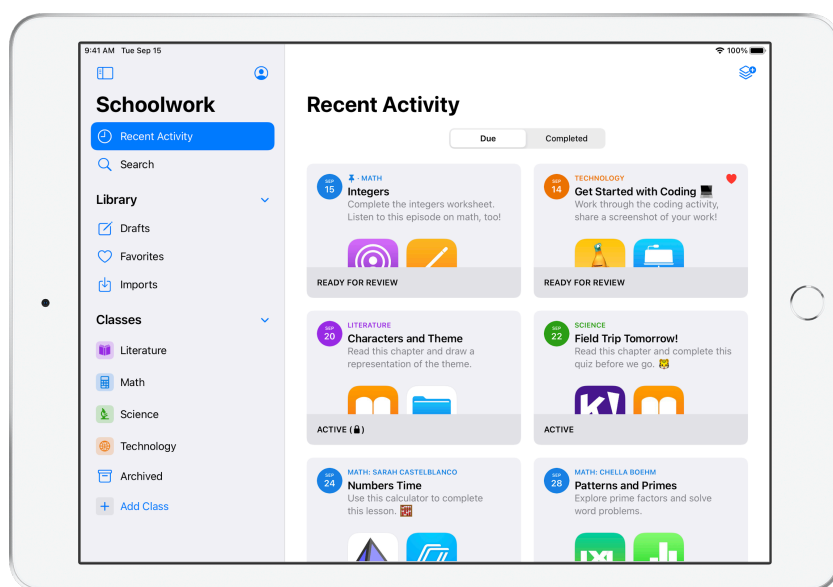 9:41 AM Tue Sep 15
100%
Schoolwork
Recent Activity
Search
Library
Drafts
Favorites
Imports
Classes
Literature
Math
Science
Technology
Archived
Add Class
Recent Activity
Due
Completed
SEP
15
· MATH
Integers
Complete the integers worksheet.
Listen to this episode on math, too!
READY FOR REVIEW
SEP
14
TECHNOLOGY
Get Started with Coding 💻
Work through the coding activity,
share a screenshot of your work!
READY FOR REVIEW
SEP
20
LITERATURE
Characters and Theme
Read this chapter and draw a
representation of the theme.
ACTIVE (🔒)
SEP
22
SCIENCE
Field Trip Tomorrow!
Read this chapter and complete this
quiz before we go. 🐯
K!
ACTIVE
SEP
24
MATH: SARAH CASTELBLANCO
Numbers Time
Use this calculator to complete
this lesson. 🧮
SEP
28
MATH: CHELLA BOEHM
Patterns and Primes
Explore prime factors and solve
word problems.
IXL